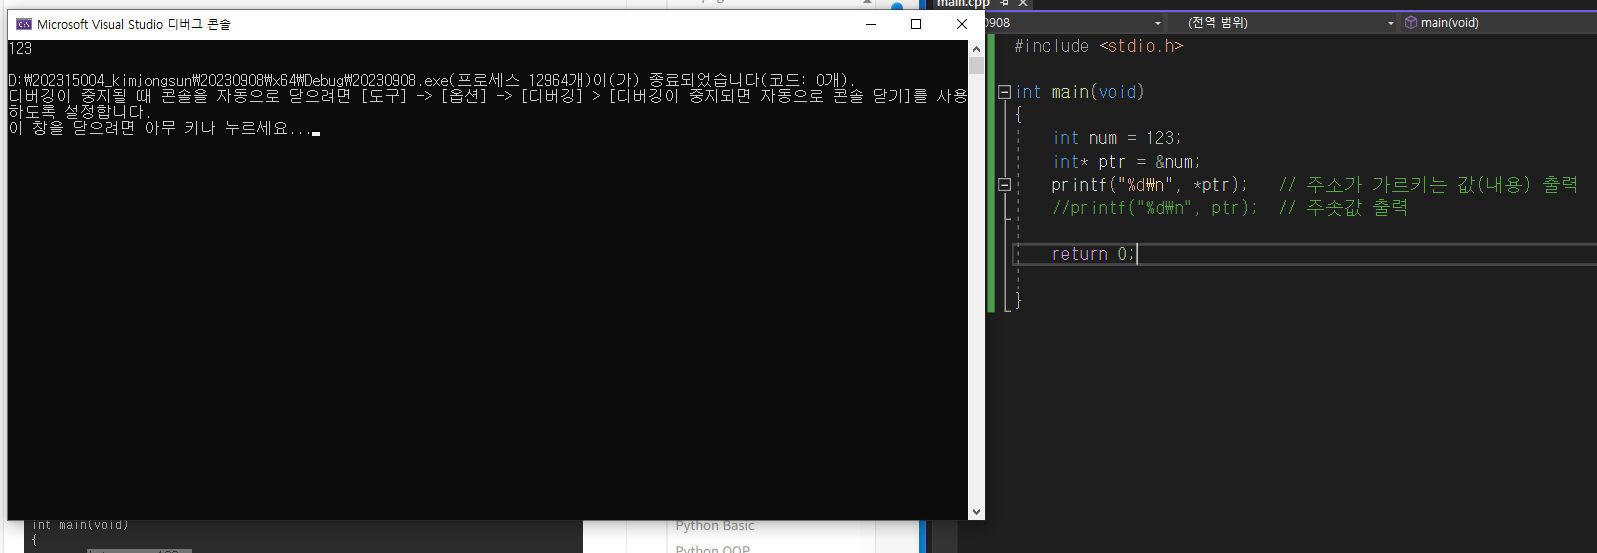 Microsoft Visual Studio 디버그 콘솔
123
D:₩202315004_kimjongsun₩20230908₩x64₩Debug₩20230908.exe(프로세스 12964개)이(가) 종료되었습니다(코드: 0개).
디버깅이 중지될 때 콘솔을 자동으로 닫으려면 [도구] -> [옵션] -> [디버깅] > [디버깅이 중지되면 자동으로 콘솔 닫기]를 사용
하도록 설정합니다.
이 창을 닫으려면 아무 키나 누르세요...
int main(void)
{
Python Basic
Python OOP
main.cpp
0908
(전역 범위)
main(void)
#include <stdio.h>
int main(void)
{
int num = 123;
int* ptr = &num;
printf("%d₩n", *ptr); // 주소가 가르키는 값(내용) 출력
//printf("%d₩n", ptr); // 주솟값 출력
return 0;
}